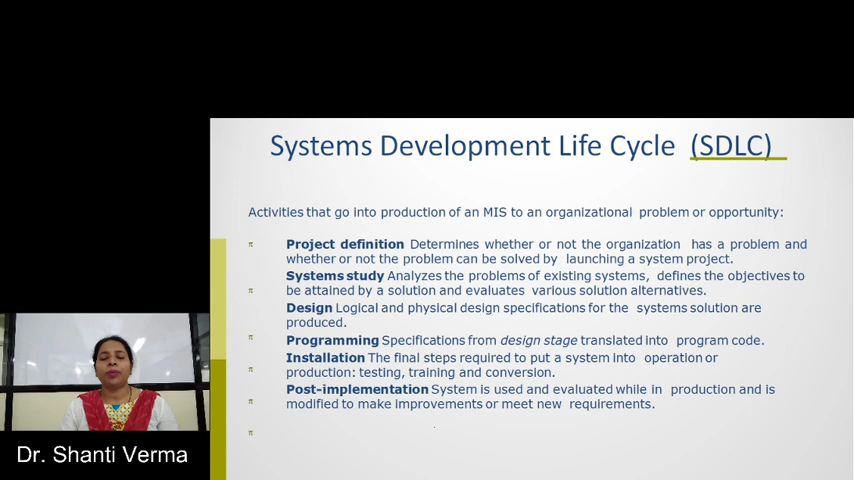 Systems Development Life Cycle (SDLC)
Activities that go into production of an MIS to an organizational problem or opportunity:
π Project definition Determines whether or not the organization has a problem and
whether or not the problem can be solved by launching a system project.
Systems study Analyzes the problems of existing systems, defines the objectives to
π be attained by a solution and evaluates various solution alternatives.
Design Logical and physical design specifications for the systems solution are
produced.
π Programming Specifications from design stage translated into program code.
Installation The final steps required to put a system into operation or
π production: testing, training and conversion.
Post-implementation System is used and evaluated while in production and is
π modified to make improvements or meet new requirements.
π
Dr. Shanti Verma